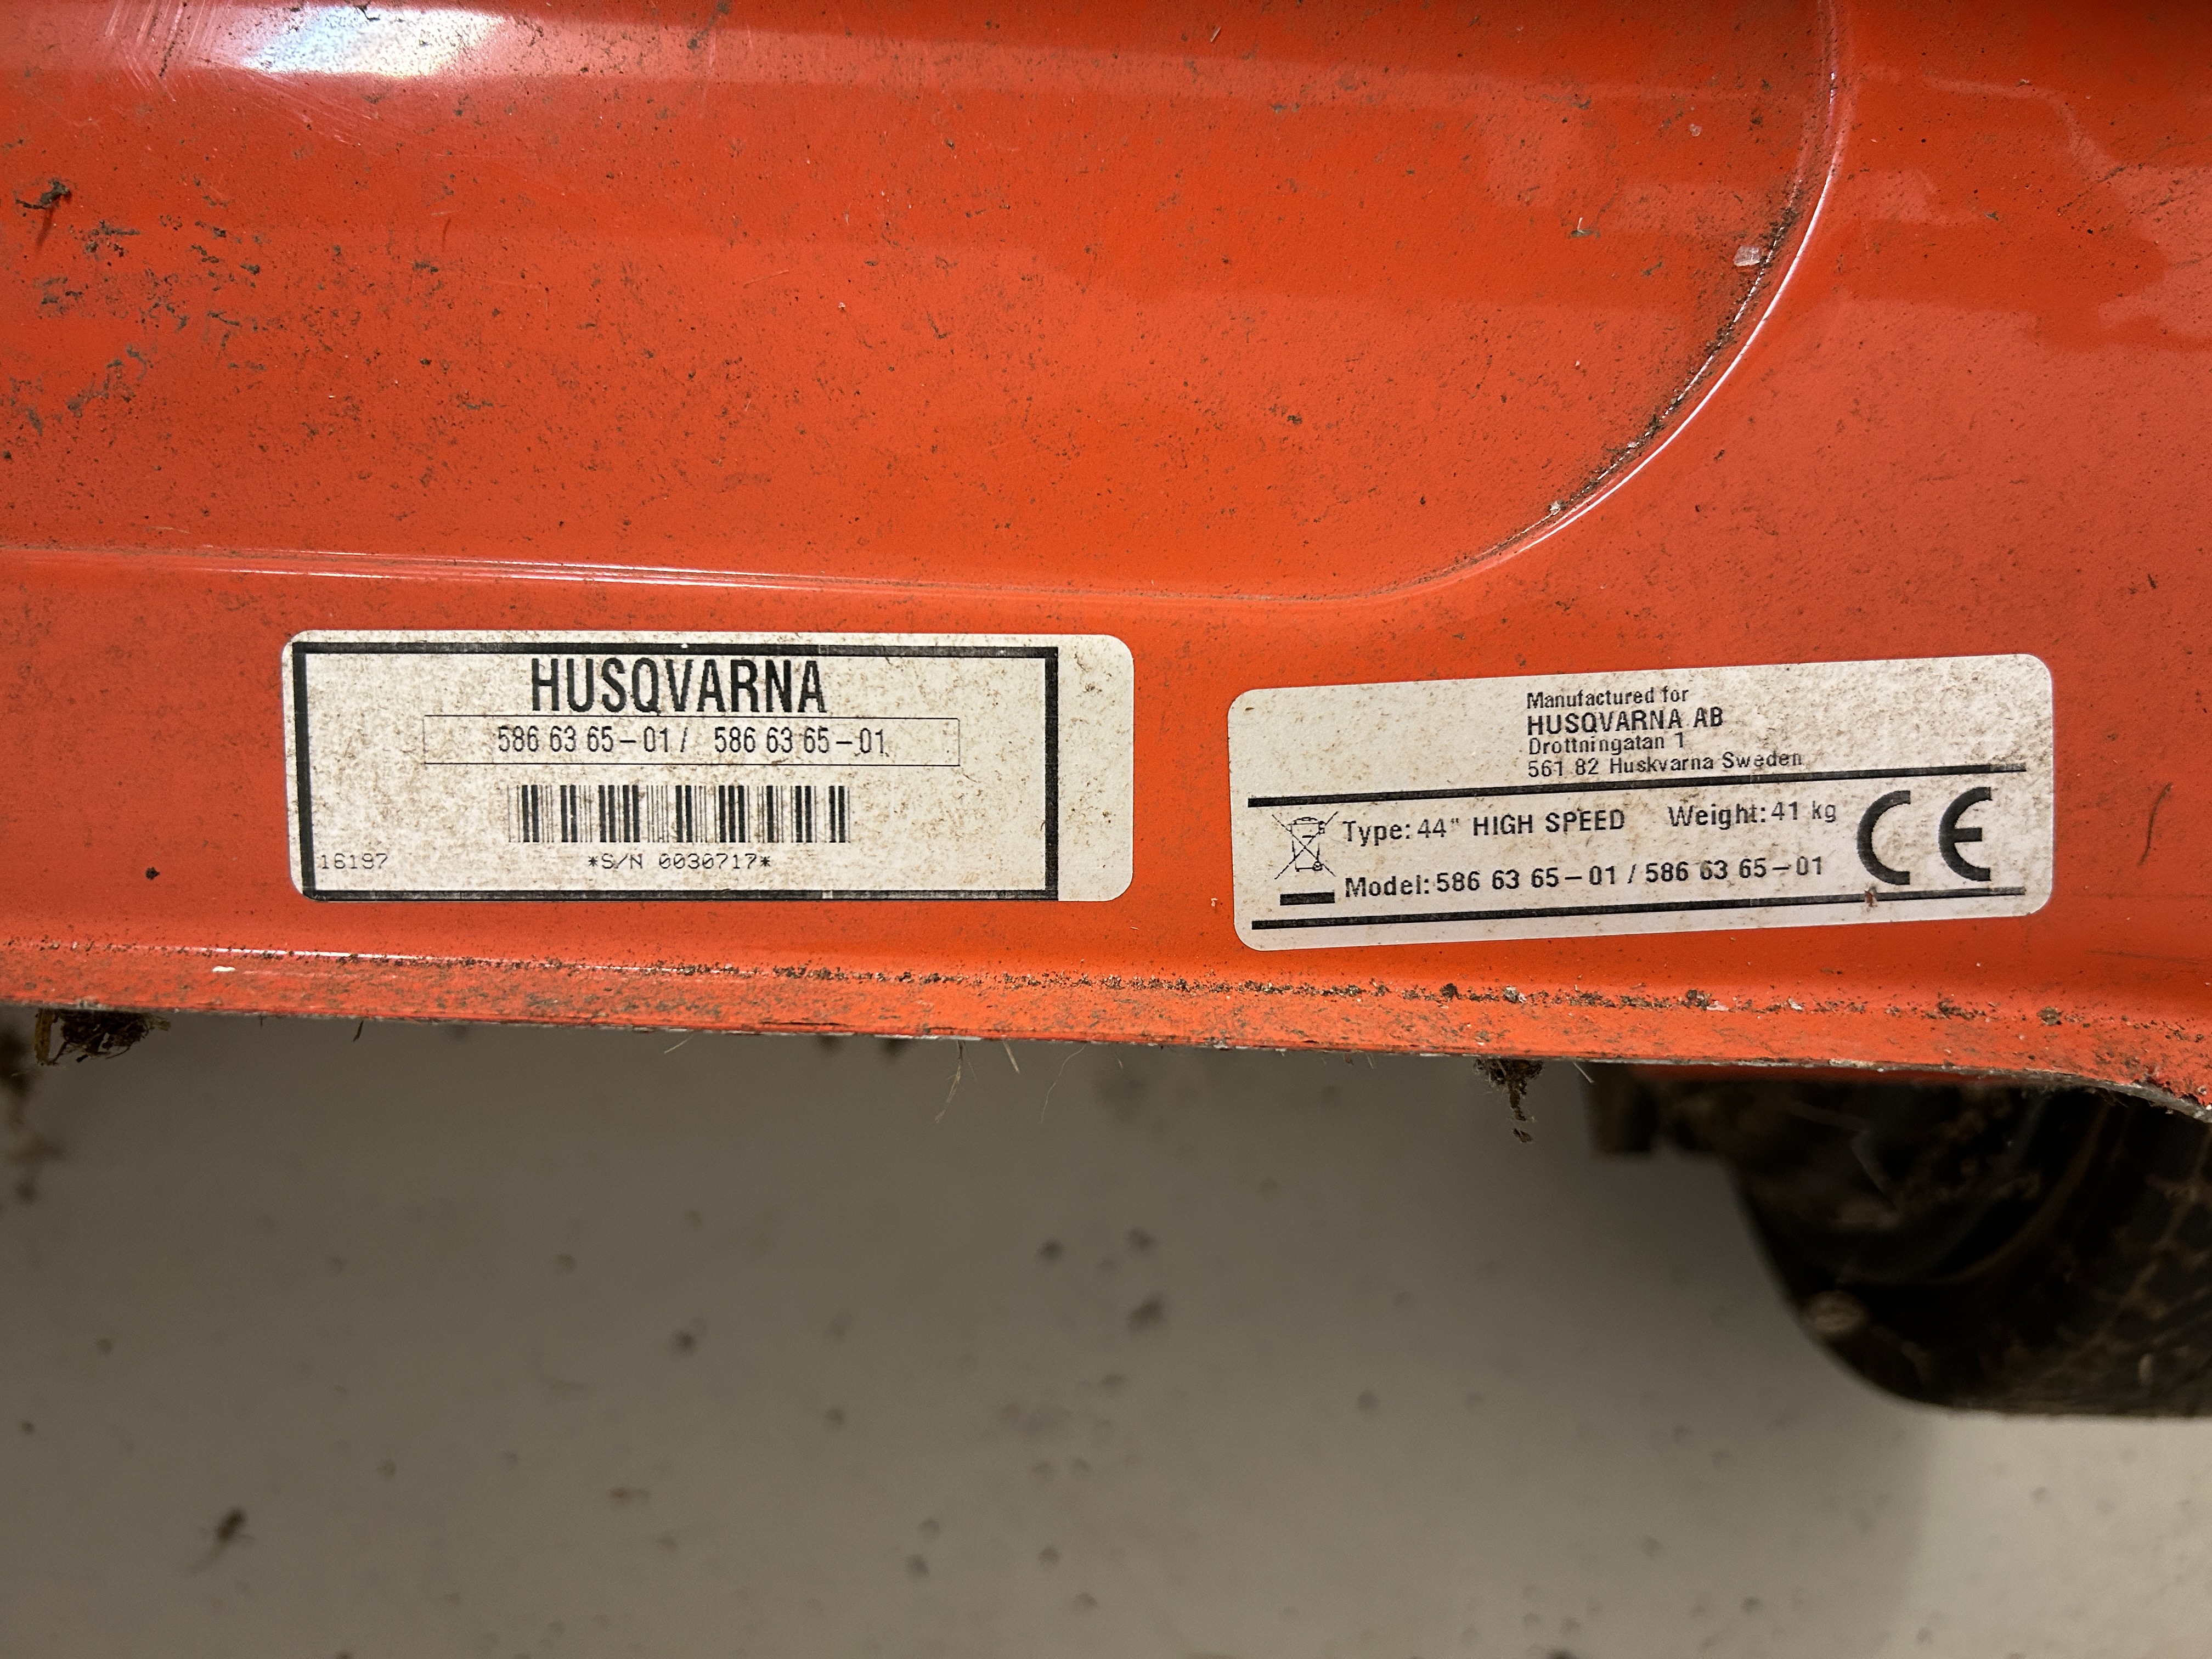 HUSQVARNA
586 63 65-01 / 586 63 65-01
16197
*S/N 0030717*
Manufactured for
HUSQVARNA AB
Drottningatan 1
561 82 Huskvarna Sweden
Type: 44" HIGH SPEED Weight: 41 kg
Model: 586 63 65-01 / 586 63 65-01
CE